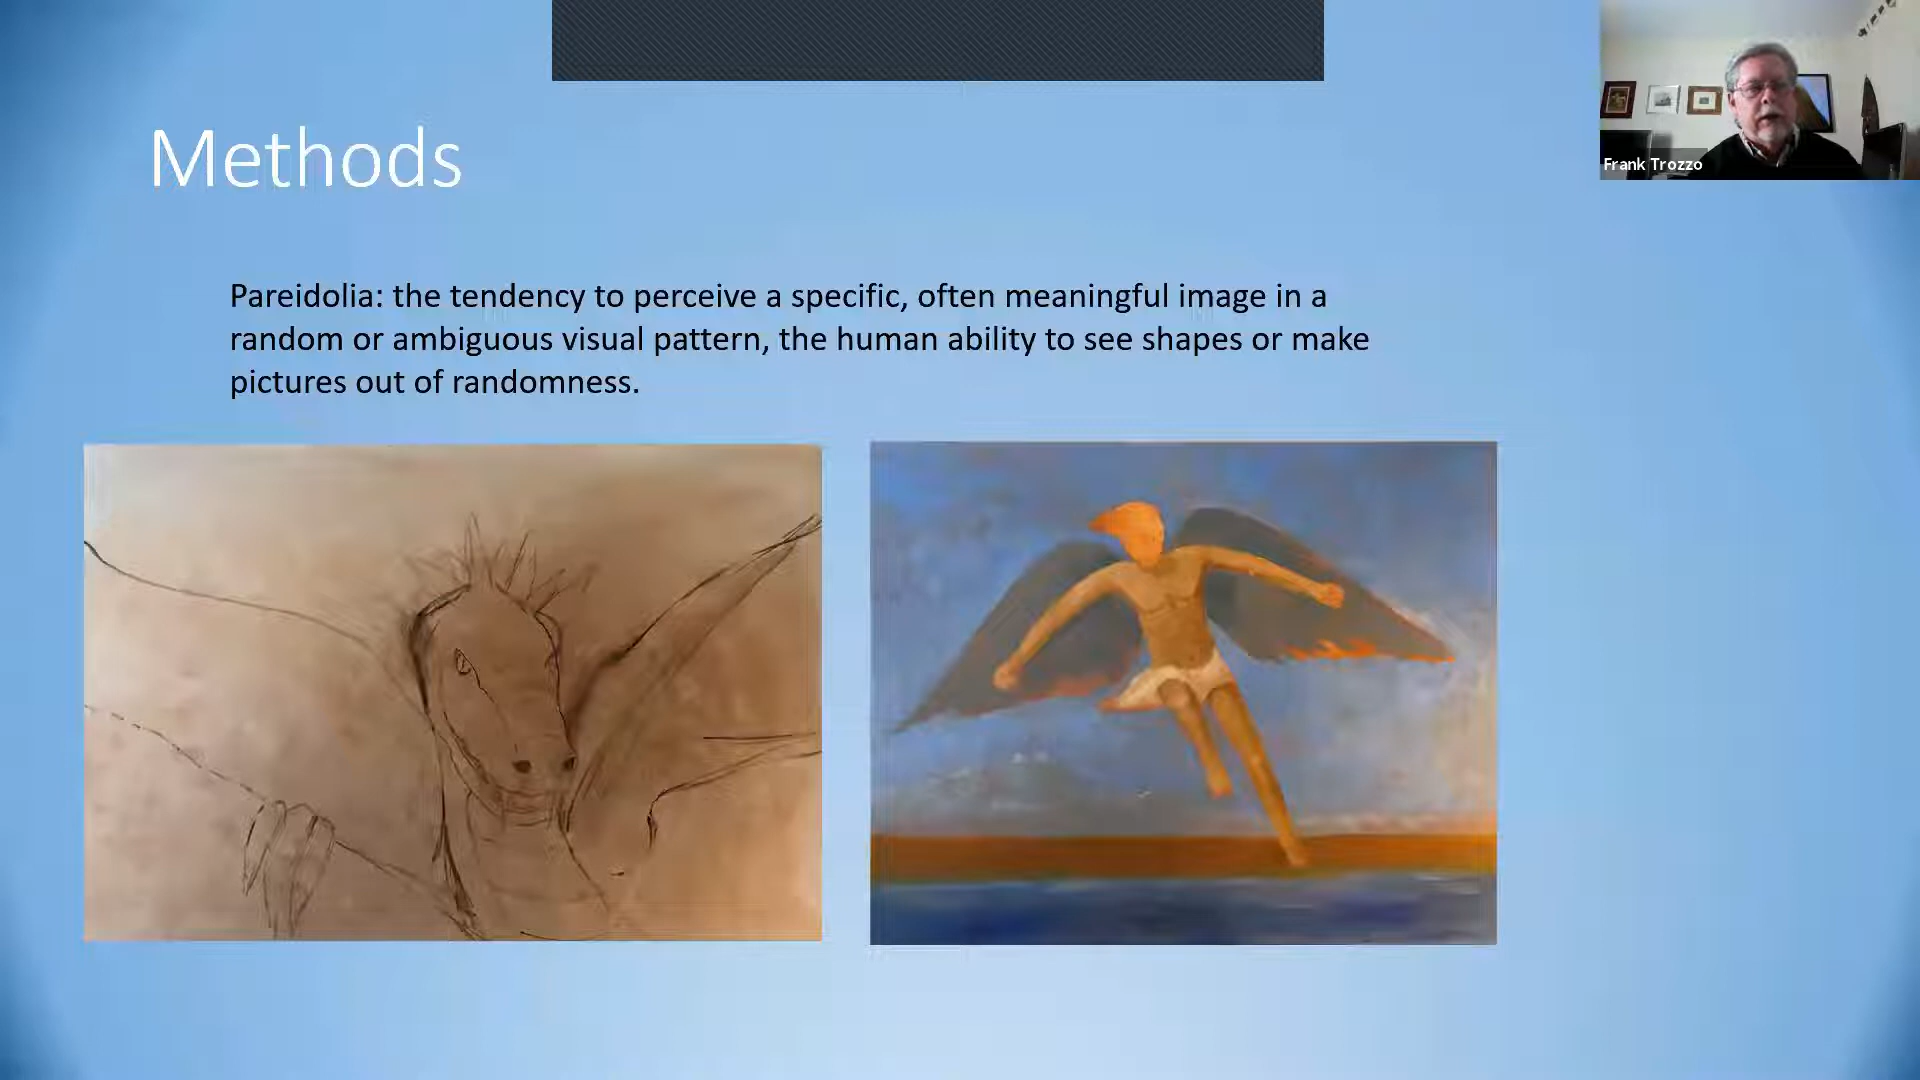 Frank Trozzo
Methods
Pareidolia: the tendency to perceive a specific, often meaningful image in a
random or ambiguous visual pattern, the human ability to see shapes or make
pictures out of randomness.